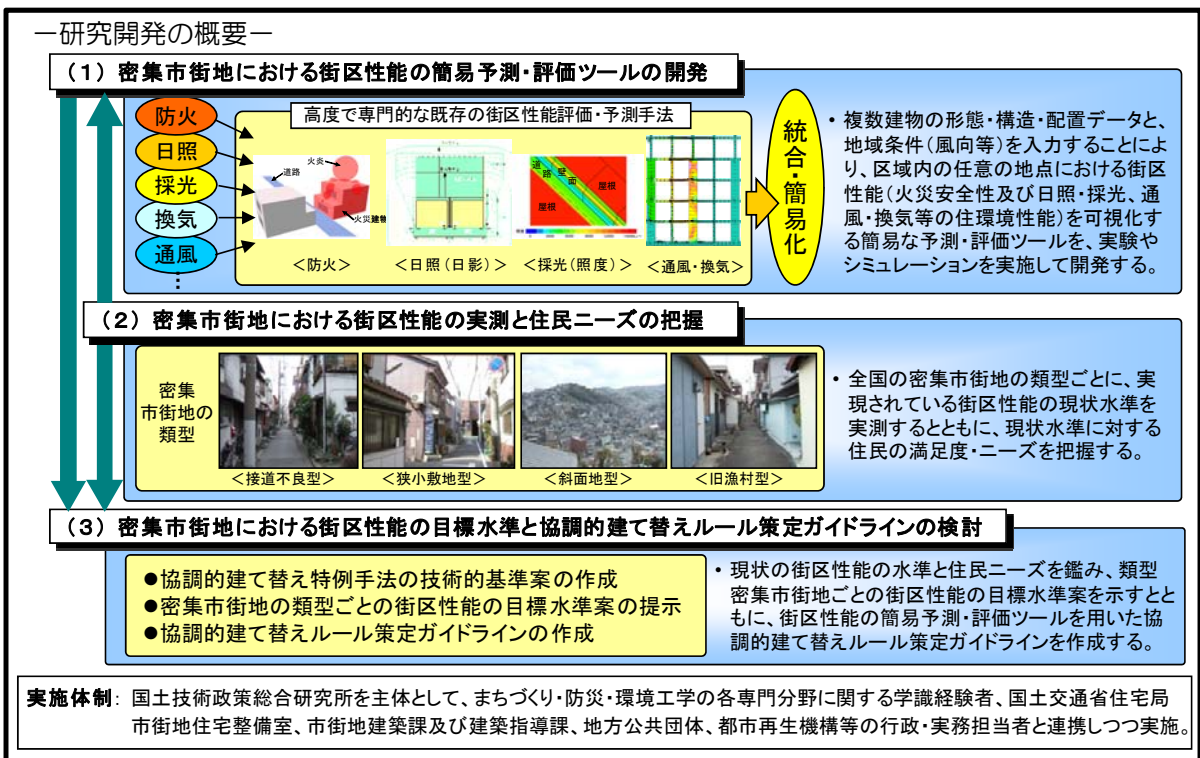 －研究開発の概要－
（１）密集市街地における街区性能の簡易予測・評価ツールの開発
防火
日照
採光
換気
通風
…
高度で専門的な既存の街区性能評価・予測手法
道路
火炎
火災建物
道路
壁面
屋根
屋根
＜防火＞
＜日照（日影）＞
＜採光（照度）＞
＜通風・換気＞
統合・簡易化
・複数建物の形態・構造・配置データと、
地域条件（風向等）を入力することによ
り、区域内の任意の地点における街区
性能（火災安全性及び日照・採光、通
風・換気等の住環境性能）を可視化す
る簡易な予測・評価ツールを、実験や
シミュレーションを実施して開発する。
（２）密集市街地における街区性能の実測と住民ニーズの把握
密集
市街地の
類型
＜接道不良型＞
＜狭小敷地型＞
＜斜面地型＞
＜旧漁村型＞
・全国の密集市街地の類型ごとに、実
現されている街区性能の現状水準を
実測するとともに、現状水準に対する
住民の満足度・ニーズを把握する。
（３）密集市街地における街区性能の目標水準と協調的建て替えルール策定ガイドラインの検討
●協調的建て替え特例手法の技術的基準案の作成
●密集市街地の類型ごとの街区性能の目標水準案の提示
●協調的建て替えルール策定ガイドラインの作成
・現状の街区性能の水準と住民ニーズを鑑み、類型
密集市街地ごとの街区性能の目標水準案を示すとと
もに、街区性能の簡易予測・評価ツールを用いた協
調的建て替えルール策定ガイドラインを作成する。
実施体制：国土技術政策総合研究所を主体として、まちづくり・防災・環境工学の各専門分野に関する学識経験者、国土交通省住宅局
市街地住宅整備室、市街地建築課及び建築指導課、地方公共団体、都市再生機構等の行政・実務担当者と連携しつつ実施。